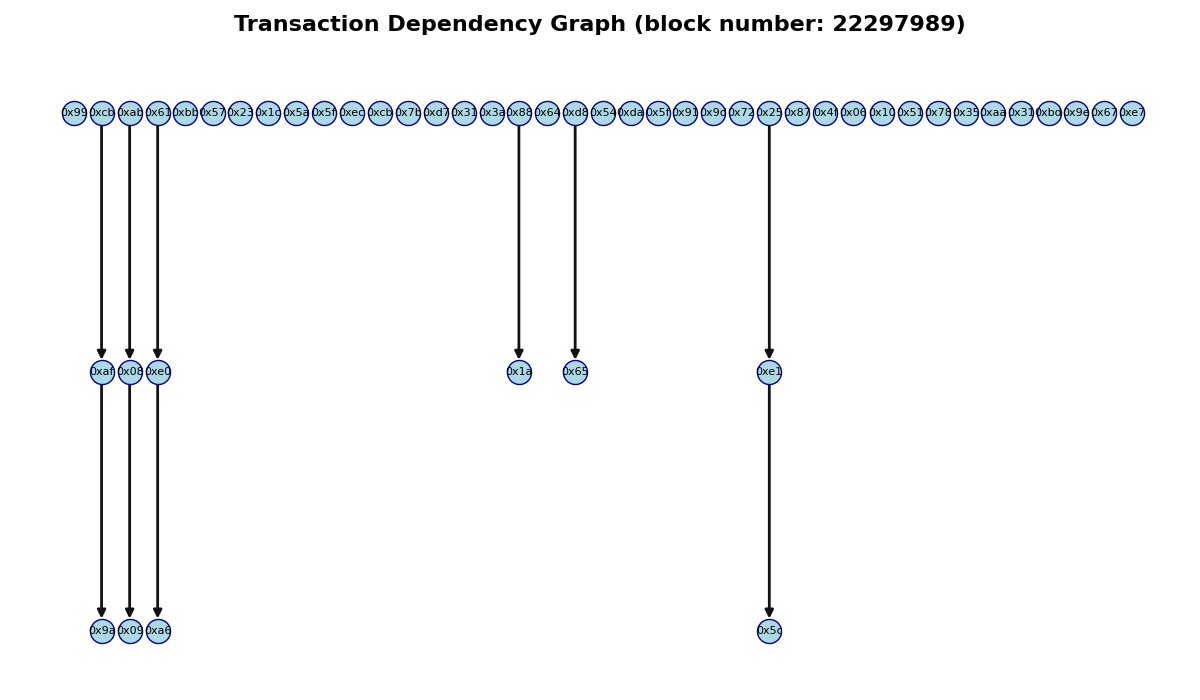 Transaction Dependency Graph (block number: 22297989)
0x99 0xcb 0xab 0x61 0xbb 0x57 0x23 0x1c 0x5a 0x5f 0xec 0xcb 0x7b 0xd7 0x31 0x3a 0x88 0x64 0xd8 0x54 0xda 0x5f 0x91 0x9d 0x72 0x25 0x87 0x4f 0x06 0x10 0x51 0x78 0x35 0xaa 0x31 0xbd 0x9e 0x67 0xe7
0xaf 0x08 0xe0 0x1a 0x65 0xe1
0x9a 0x09 0xa6 0x5c